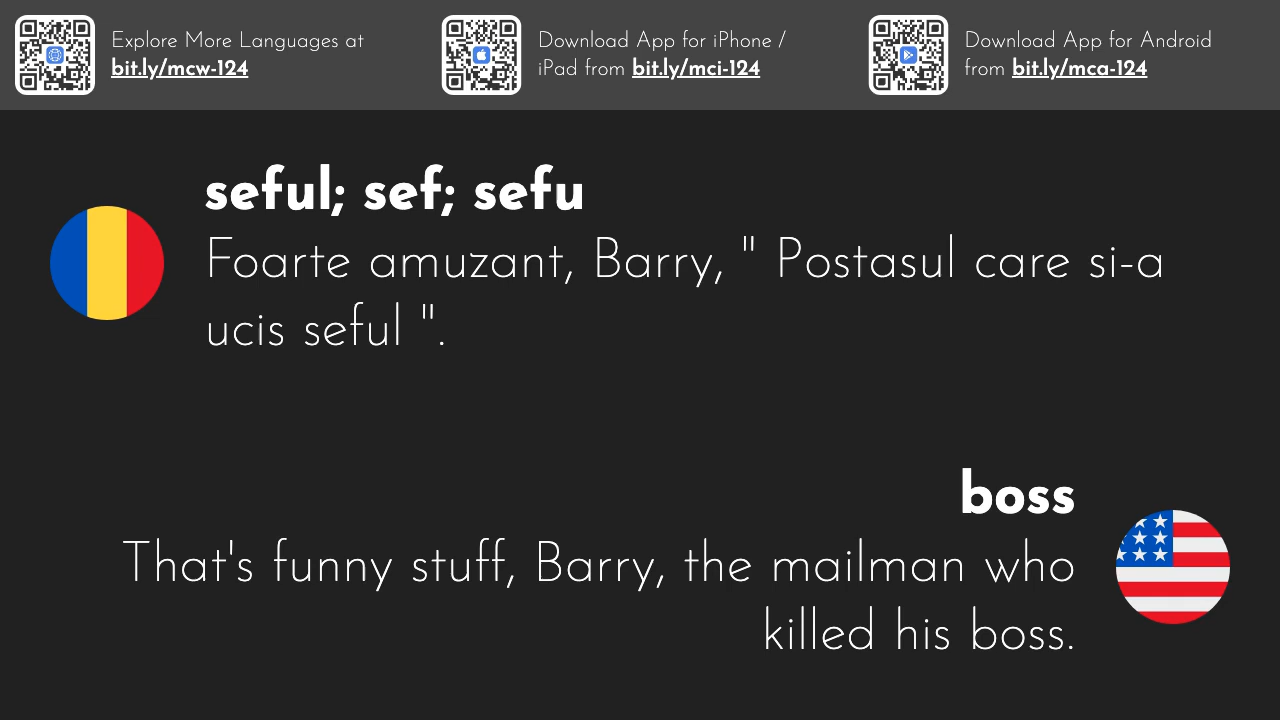 Explore More Languages at
bit.ly/mcw-124
Download App for iPhone /
iPad from bit.ly/mci-124
Download App for Android
from bit.ly/mca-124
seful; sef; sefu
Foarte amuzant, Barry, " Postasul care si-a
ucis seful ".
boss
That's funny stuff, Barry, the mailman who
killed his boss.